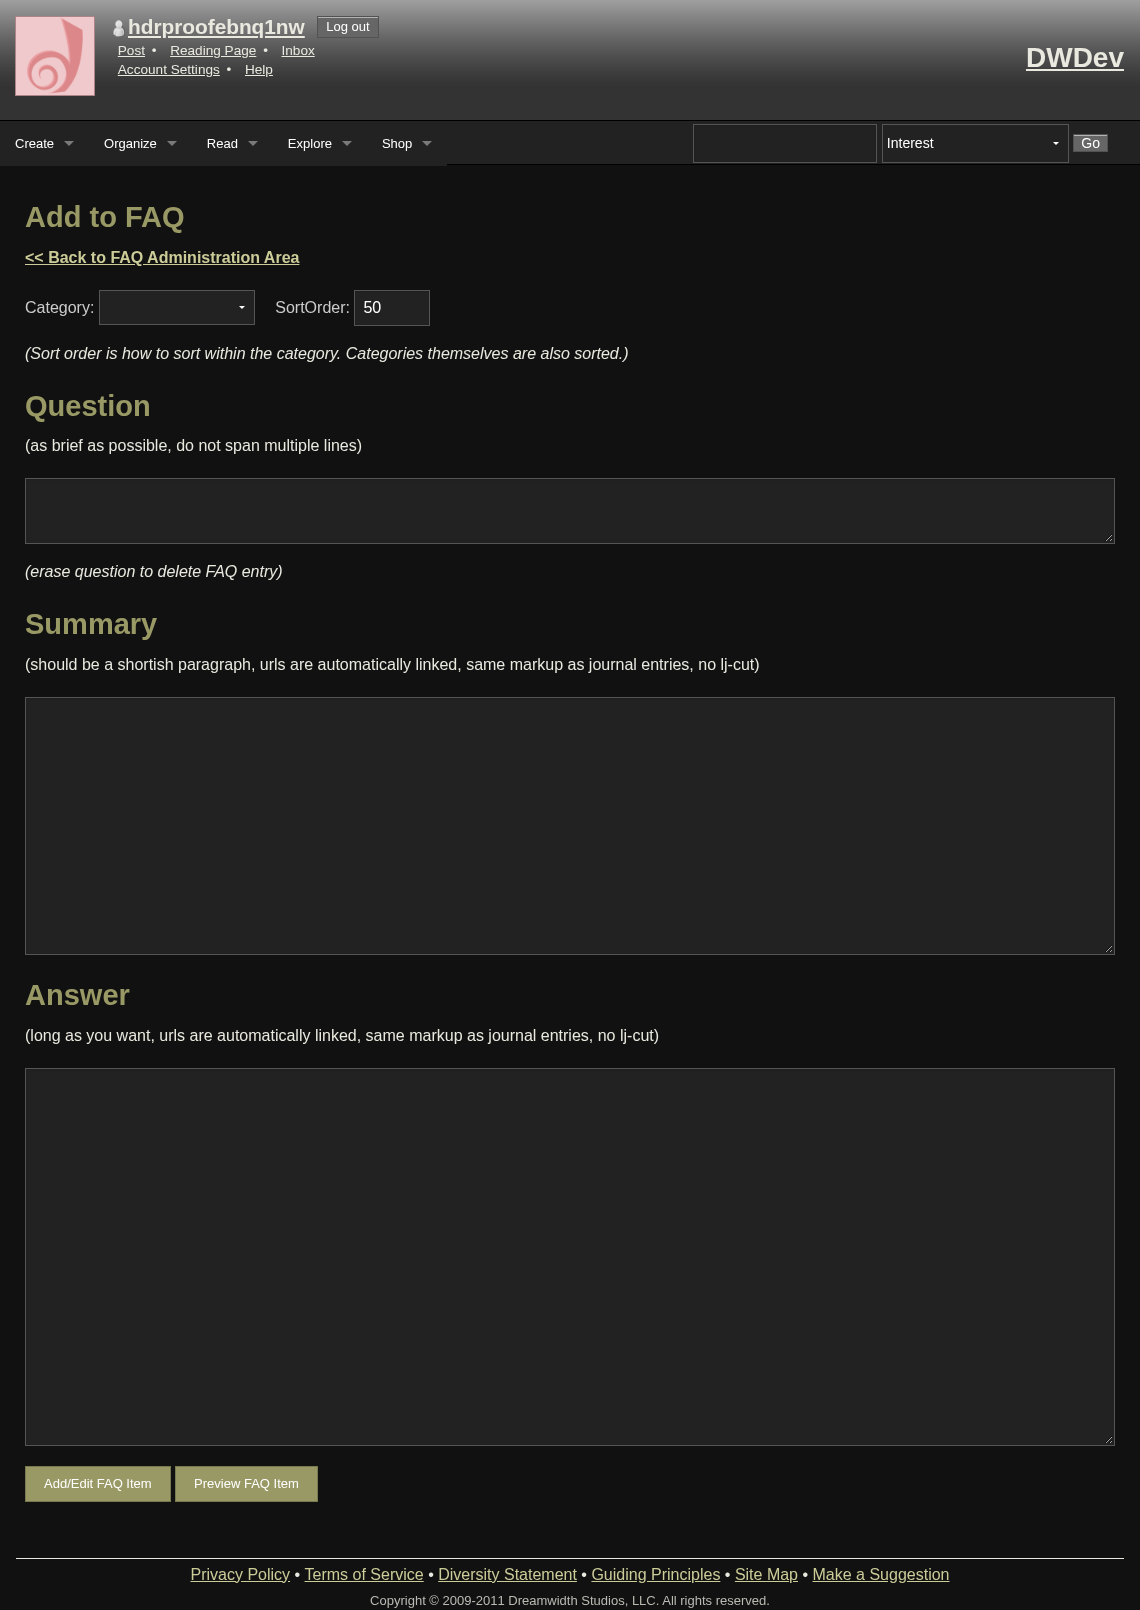 hdrproofebnq1nw Log out
Post • Reading Page • Inbox
Account Settings • Help
DWDev
Create Organize Read Explore Shop Interest Go
Add to FAQ
<< Back to FAQ Administration Area
Category: SortOrder: 50
(Sort order is how to sort within the category. Categories themselves are also sorted.)
Question
(as brief as possible, do not span multiple lines)
(erase question to delete FAQ entry)
Summary
(should be a shortish paragraph, urls are automatically linked, same markup as journal entries, no lj-cut)
Answer
(long as you want, urls are automatically linked, same markup as journal entries, no lj-cut)
Add/Edit FAQ Item Preview FAQ Item
Privacy Policy • Terms of Service • Diversity Statement • Guiding Principles • Site Map • Make a Suggestion
Copyright © 2009-2011 Dreamwidth Studios, LLC. All rights reserved.